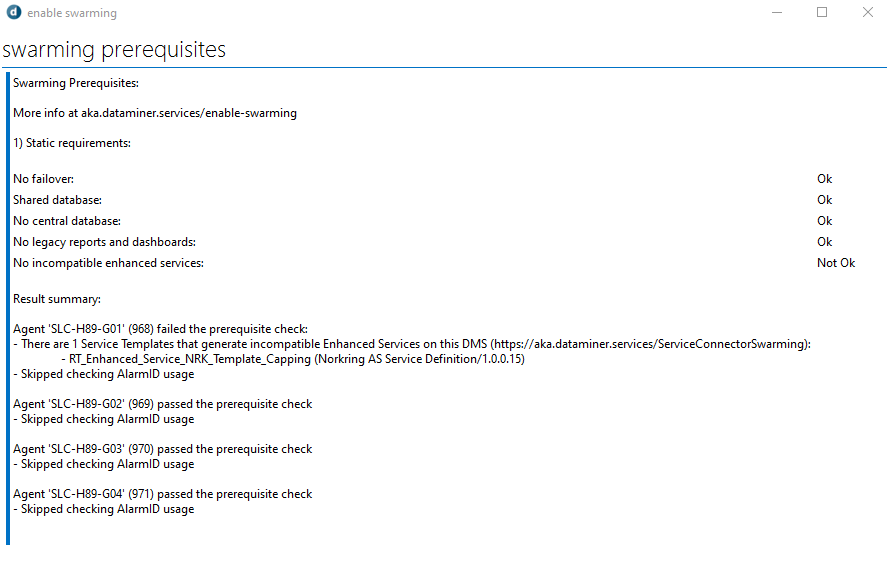 enable swarming
swarming prerequisites
Swarming Prerequisites:
More info at aka.dataminer.services/enable-swarming
1) Static requirements:
No failover: Ok
Shared database: Ok
No central database: Ok
No legacy reports and dashboards: Ok
No incompatible enhanced services: Not Ok
Result summary:
Agent 'SLC-H89-G01' (968) failed the prerequisite check:
- There are 1 Service Templates that generate incompatible Enhanced Services on this DMS (https://aka.dataminer.services/ServiceConnectorSwarming):
- RT_Enhanced_Service_NRK_Template_Capping (Norkring AS Service Definition/1.0.0.15)
- Skipped checking AlarmID usage
Agent 'SLC-H89-G02' (969) passed the prerequisite check
- Skipped checking AlarmID usage
Agent 'SLC-H89-G03' (970) passed the prerequisite check
- Skipped checking AlarmID usage
Agent 'SLC-H89-G04' (971) passed the prerequisite check
- Skipped checking AlarmID usage